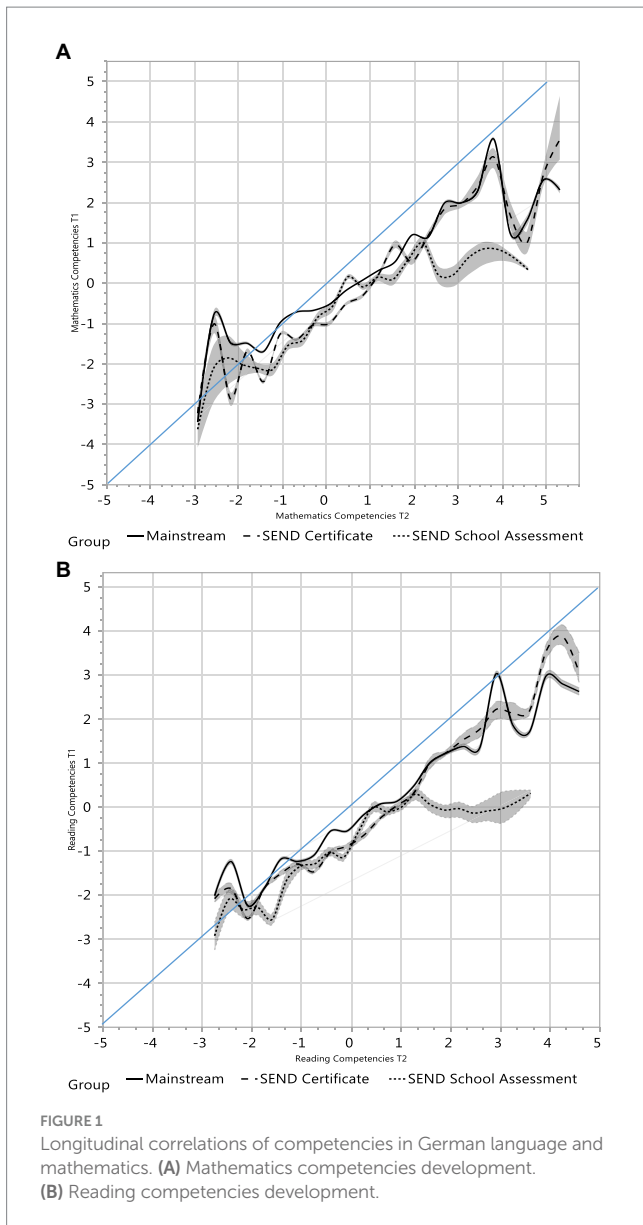 A
5
4
3
2
1
0
-1
-2
-3
-4
-5
Mathematics Competencies T1
-5 -4 -3 -2 -1 0 1 2 3 4 5
Mathematics Competencies T2
Group Mainstream SEND Certificate SEND School Assessment
B
5
4
3
2
1
0
-1
-2
-3
-4
-5
Reading Competencies T1
-5 -4 -3 -2 -1 0 1 2 3 4 5
Reading Competencies T2
Group Mainstream SEND Certificate SEND School Assessment
FIGURE 1
Longitudinal correlations of competencies in German language and
mathematics. (A) Mathematics competencies development.
(B) Reading competencies development.